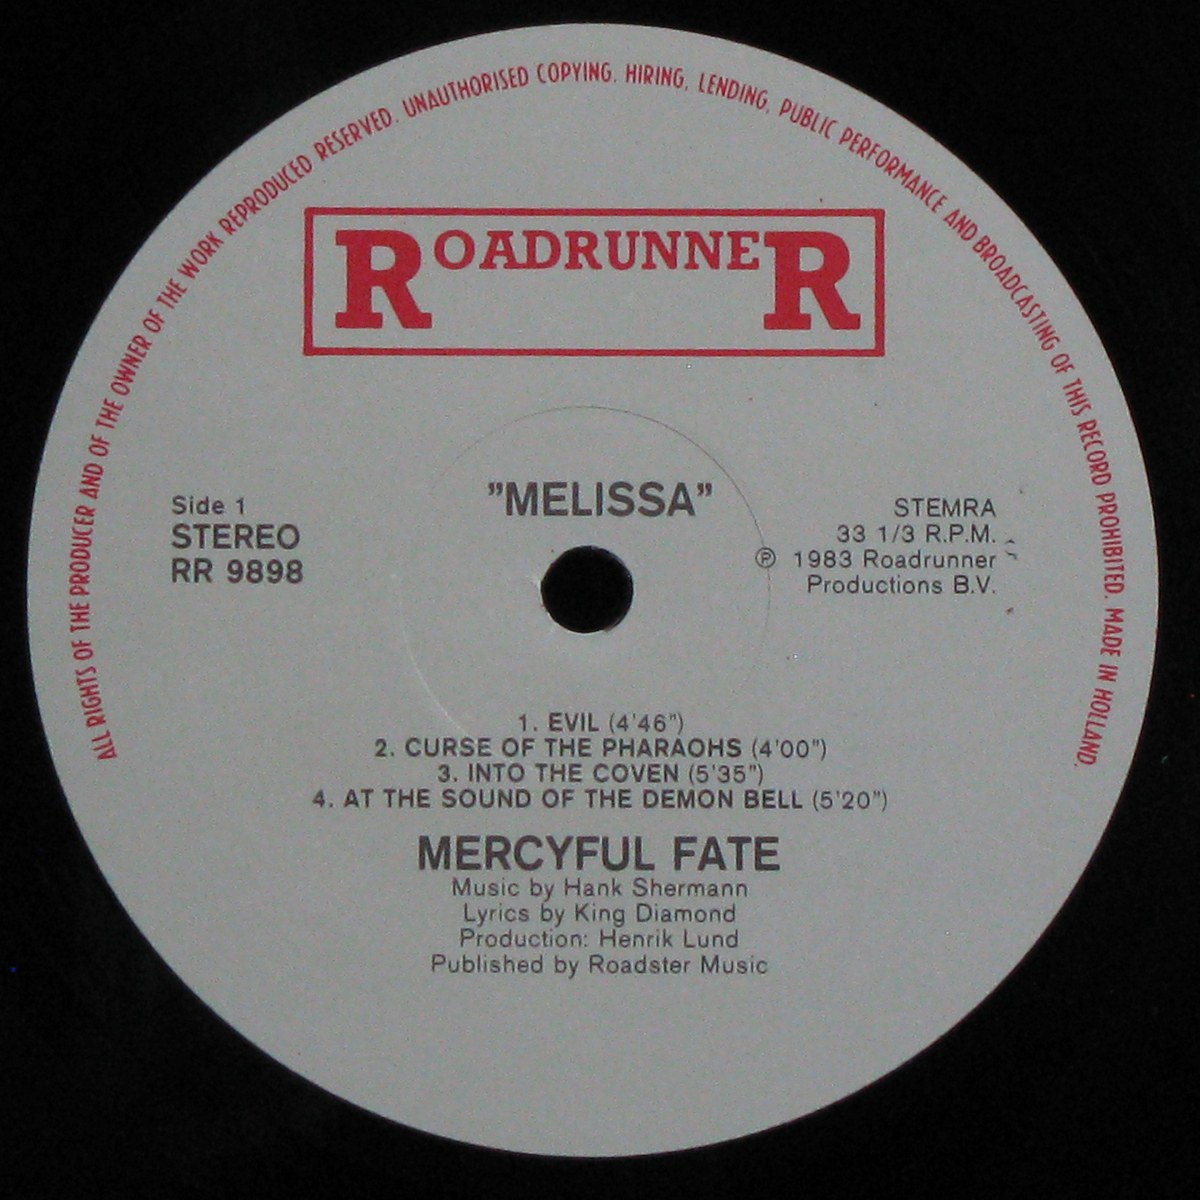 ALL RIGHTS OF THE PRODUCER AND OF THE OWNER OF THE WORK REPRODUCED RESERVED. UNAUTHORISED COPYING. HIRING, LENDING, PUBLIC PERFORMANCE AND BROADCASTING OF THIS RECORD PROHIBITED. MADE IN HOLLAND.
ROADRUNNER
"MELISSA"
Side 1
STEREO
RR 9898
STEMRA
33 1/3 R.P.M.
℗ 1983 Roadrunner
Productions B.V.
1. EVIL (4'46")
2. CURSE OF THE PHARAOHS (4'00")
3. INTO THE COVEN (5'35")
4. AT THE SOUND OF THE DEMON BELL (5'20")
MERCYFUL FATE
Music by Hank Shermann
Lyrics by King Diamond
Production: Henrik Lund
Published by Roadster Music